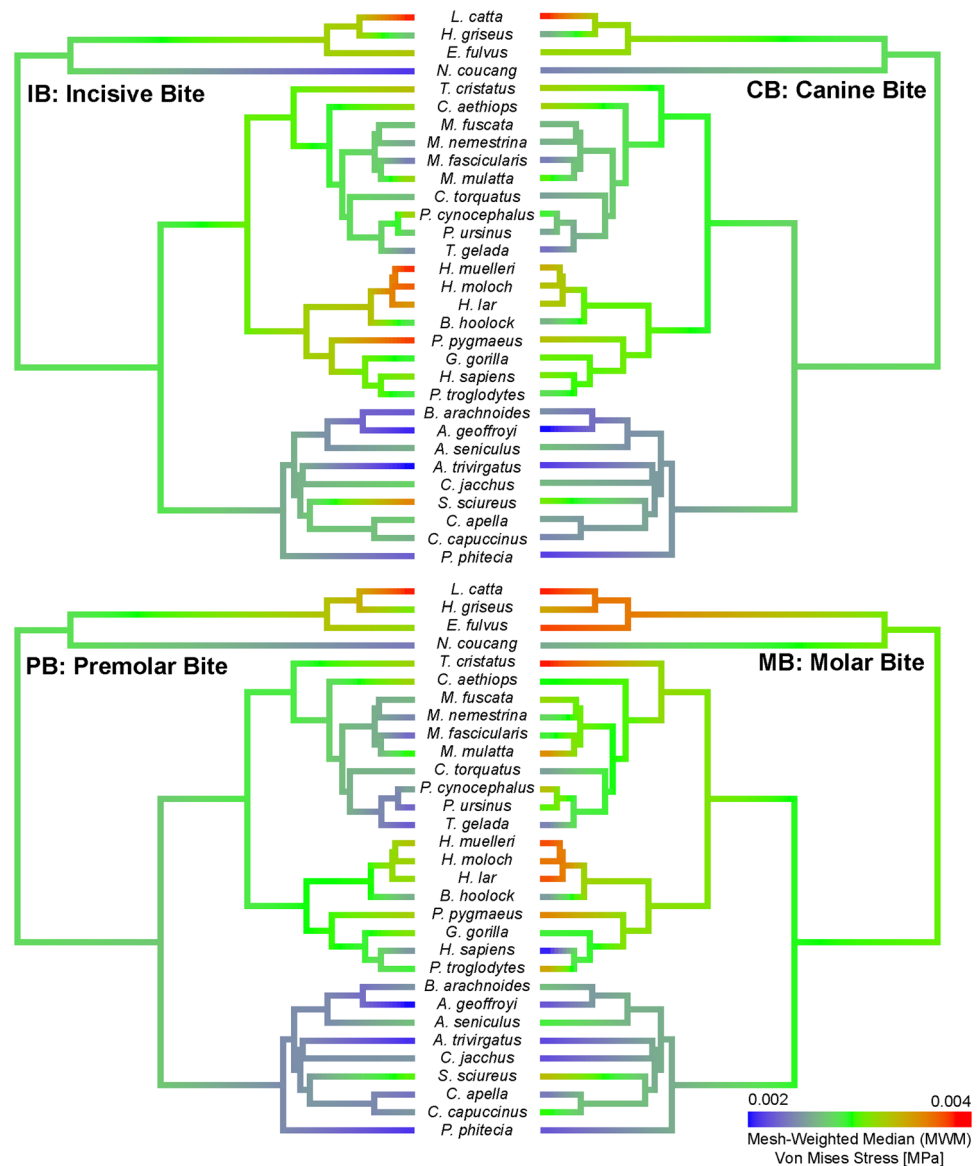 L. catta
H. griseus
E. fulvus
N. coucang
IB: Incisive Bite
CB: Canine Bite
T. cristatus
C. aethiops
M. fuscata
M. nemestrina
M. fascicularis
M. mulatta
C. torquatus
P. cynocephalus
P. ursinus
T. gelada
H. muelleri
H. moloch
H. lar
B. hoolock
P. pygmaeus
G. gorilla
H. sapiens
P. troglodytes
B. arachnoides
A. geoffroyi
A. seniculus
A. trivirgatus
C. jacchus
S. sciureus
C. apella
C. capuccinus
P. phitecia
L. catta
H. griseus
E. fulvus
N. coucang
PB: Premolar Bite
MB: Molar Bite
T. cristatus
C. aethiops
M. fuscata
M. nemestrina
M. fascicularis
M. mulatta
C. torquatus
P. cynocephalus
P. ursinus
T. gelada
H. muelleri
H. moloch
H. lar
B. hoolock
P. pygmaeus
G. gorilla
H. sapiens
P. troglodytes
B. arachnoides
A. geoffroyi
A. seniculus
A. trivirgatus
C. jacchus
S. sciureus
C. apella
C. capuccinus
P. phitecia
0.002 0.004
Mesh-Weighted Median (MWM)
Von Mises Stress [MPa]